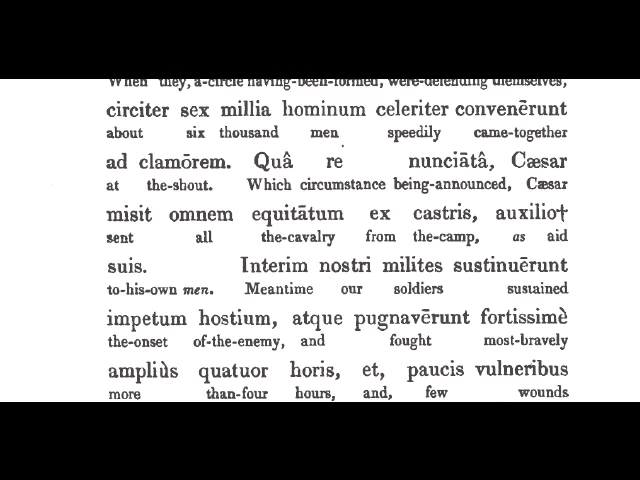 When they, a-circle having-been-formed, were-defending themselves,
circiter sex millia hominum celeriter convenērunt
about six thousand men speedily came-together
ad clamōrem. Quâ re nunciātâ, Cæsar
at the-shout. Which circumstance being-announced, Cæsar
misit omnem equitātum ex castris, auxilio†
sent all the-cavalry from the-camp, as aid
suis. Interim nostri milites sustinuērunt
to-his-own men. Meantime our soldiers sustained
impetum hostium, atque pugnavērunt fortissimè
the-onset of-the-enemy, and fought most-bravely
ampliùs quatuor horis, et, paucis vulneribus
more than-four hours, and, few wounds